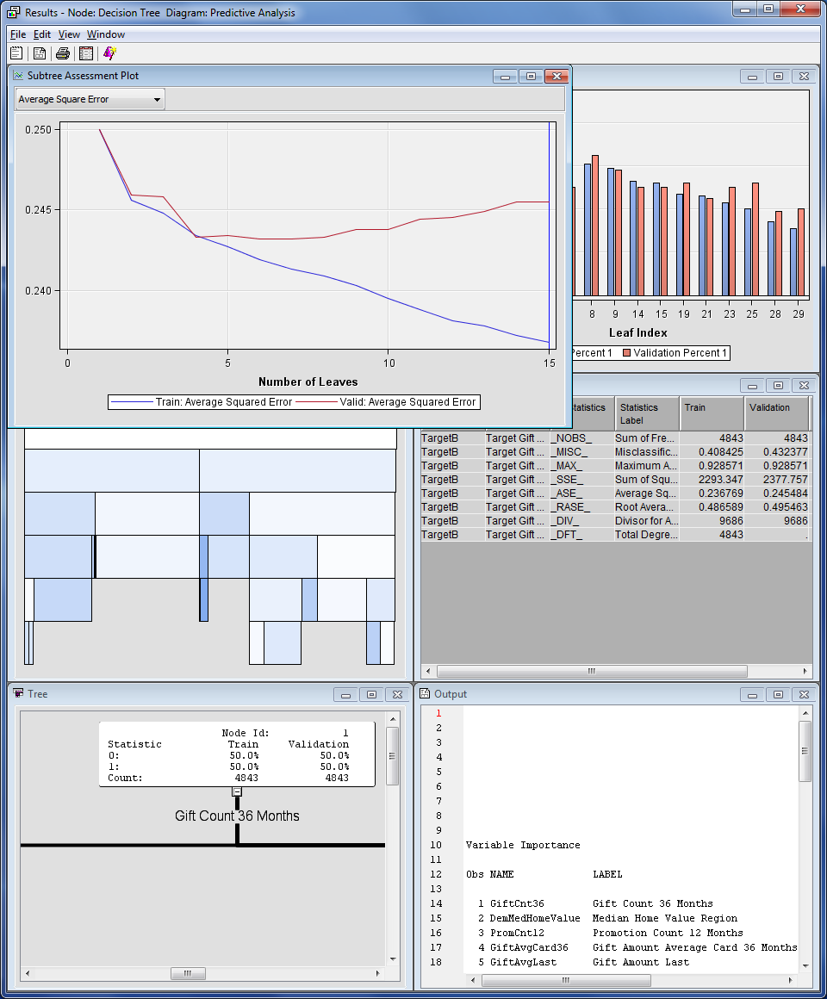 Results - Node: Decision Tree  Diagram: Predictive Analysis
File Edit View Window
Subtree Assessment Plot
Average Square Error
0.250
0.245
0.240
0 5 10 15
Number of Leaves
Train: Average Squared Error Valid: Average Squared Error
8 9 14 15 19 21 23 25 28 29
Leaf Index
Percent 1 Validation Percent 1
Statistics Statistics Label Train Validation
TargetB Target Gift ... _NOBS_ Sum of Fre... 4843 4843
TargetB Target Gift ... _MISC_ Misclassific... 0.408425 0.432377
TargetB Target Gift ... _MAX_ Maximum A... 0.928571 0.928571
TargetB Target Gift ... _SSE_ Sum of Squ... 2293.347 2377.757
TargetB Target Gift ... _ASE_ Average Sq... 0.236769 0.245484
TargetB Target Gift ... _RASE_ Root Avera... 0.486589 0.495463
TargetB Target Gift ... _DIV_ Divisor for A... 9686 9686
TargetB Target Gift ... _DFT_ Total Degre... 4843 .
Tree
Node Id: 1
Statistic Train Validation
0: 50.0% 50.0%
1: 50.0% 50.0%
Count: 4843 4843
Gift Count 36 Months
Output
1
2
3
4
5
6
7
8
9
10 Variable Importance
11
12 Obs NAME LABEL
13
14 1 GiftCnt36 Gift Count 36 Months
15 2 DemMedHomeValue Median Home Value Region
16 3 PromCnt12 Promotion Count 12 Months
17 4 GiftAvgCard36 Gift Amount Average Card 36 Months
18 5 GiftAvgLast Gift Amount Last